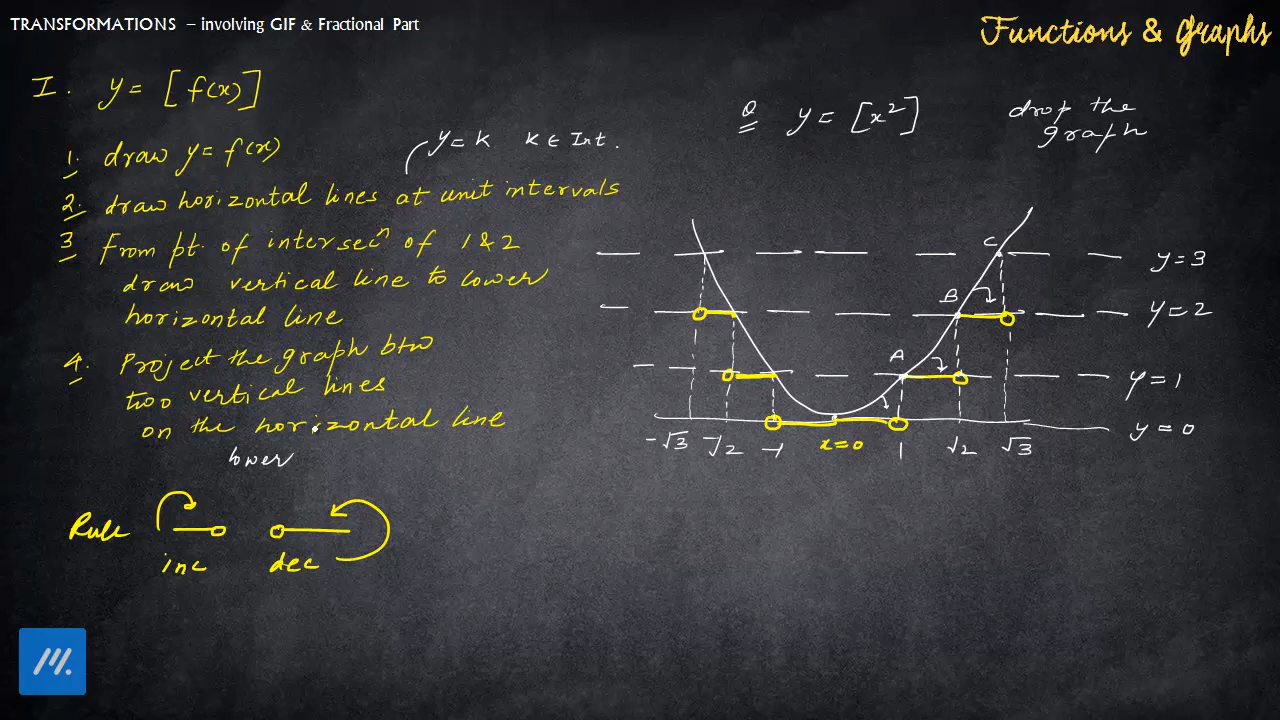 TRANSFORMATIONS – involving GIF & Fractional Part
Functions & Graphs
I. y = [f(x)]
1. draw y = f(x)
y = k k ∈ Int.
2. draw horizontal lines at unit intervals
3 From pt. of intersecⁿ of 1 & 2
draw vertical line to lower
horizontal line
4. Project the graph btw
two vertical lines
on the horizontal line
lower
Rule
inc dec
Q y = [x²]
drop the
graph
C
y = 3
B
y = 2
A
y = 1
y = 0
-√3 -√2 -1 x=0 1 √2 √3
M.